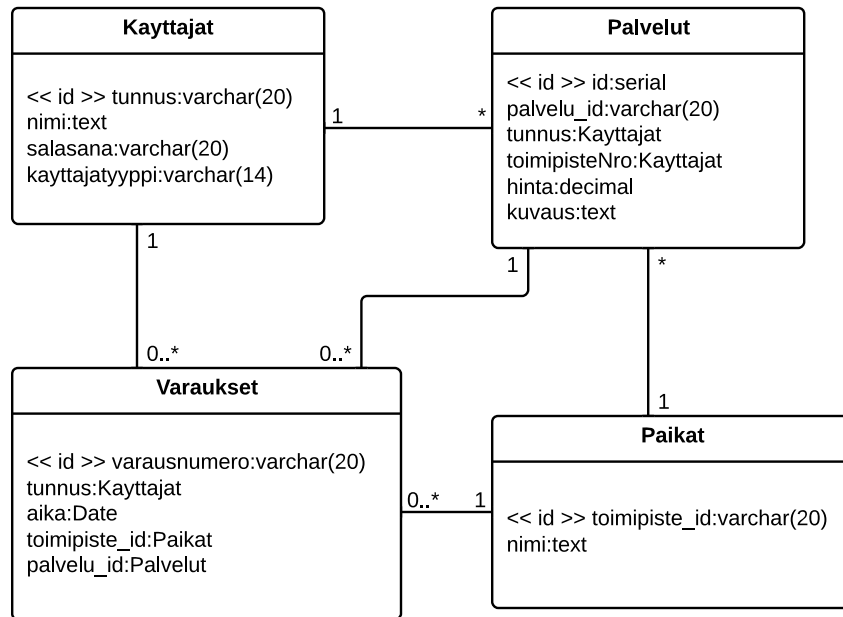 Kayttajat
<< id >> tunnus:varchar(20)
nimi:text
salasana:varchar(20)
kayttajatyyppi:varchar(14)
Palvelut
<< id >> id:serial
palvelu_id:varchar(20)
tunnus:Kayttajat
toimipisteNro:Kayttajat
hinta:decimal
kuvaus:text
1
*
1
0..*
1
0..*
*
1
Varaukset
<< id >> varausnumero:varchar(20)
tunnus:Kayttajat
aika:Date
toimipiste_id:Paikat
palvelu_id:Palvelut
0..*
1
Paikat
<< id >> toimipiste_id:varchar(20)
nimi:text